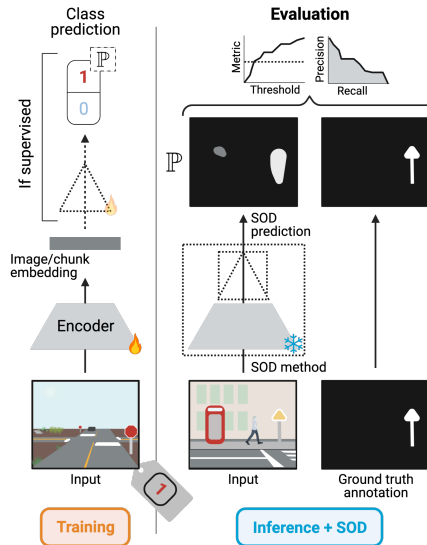 Class
prediction
ℙ
1
0
If supervised
Image/chunk
embedding
Encoder
Input
1
Training
Evaluation
Metric
Threshold
Precision
Recall
ℙ
SOD
prediction
SOD method
Input
Ground truth
annotation
Inference + SOD